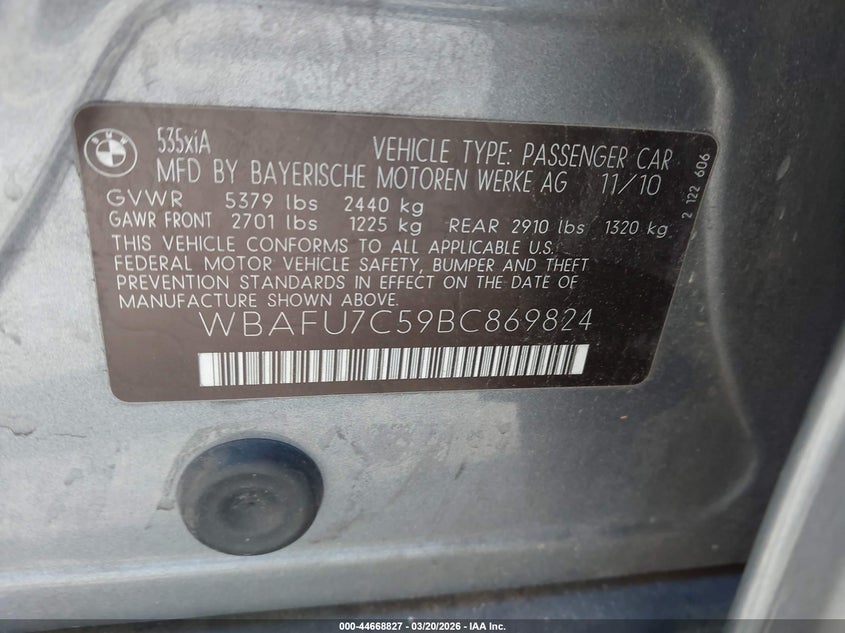 BMW
535xiA
VEHICLE TYPE: PASSENGER CAR
MFD BY BAYERISCHE MOTOREN WERKE AG 11/10
GVWR 5379 lbs 2440 kg
GAWR FRONT 2701 lbs 1225 kg REAR 2910 lbs 1320 kg
THIS VEHICLE CONFORMS TO ALL APPLICABLE U.S.
FEDERAL MOTOR VEHICLE SAFETY, BUMPER AND THEFT
PREVENTION STANDARDS IN EFFECT ON THE DATE OF
MANUFACTURE SHOWN ABOVE.
WBAFU7C59BC869824
2 122 606
000-44668827 - 03/20/2026 - IAA Inc.